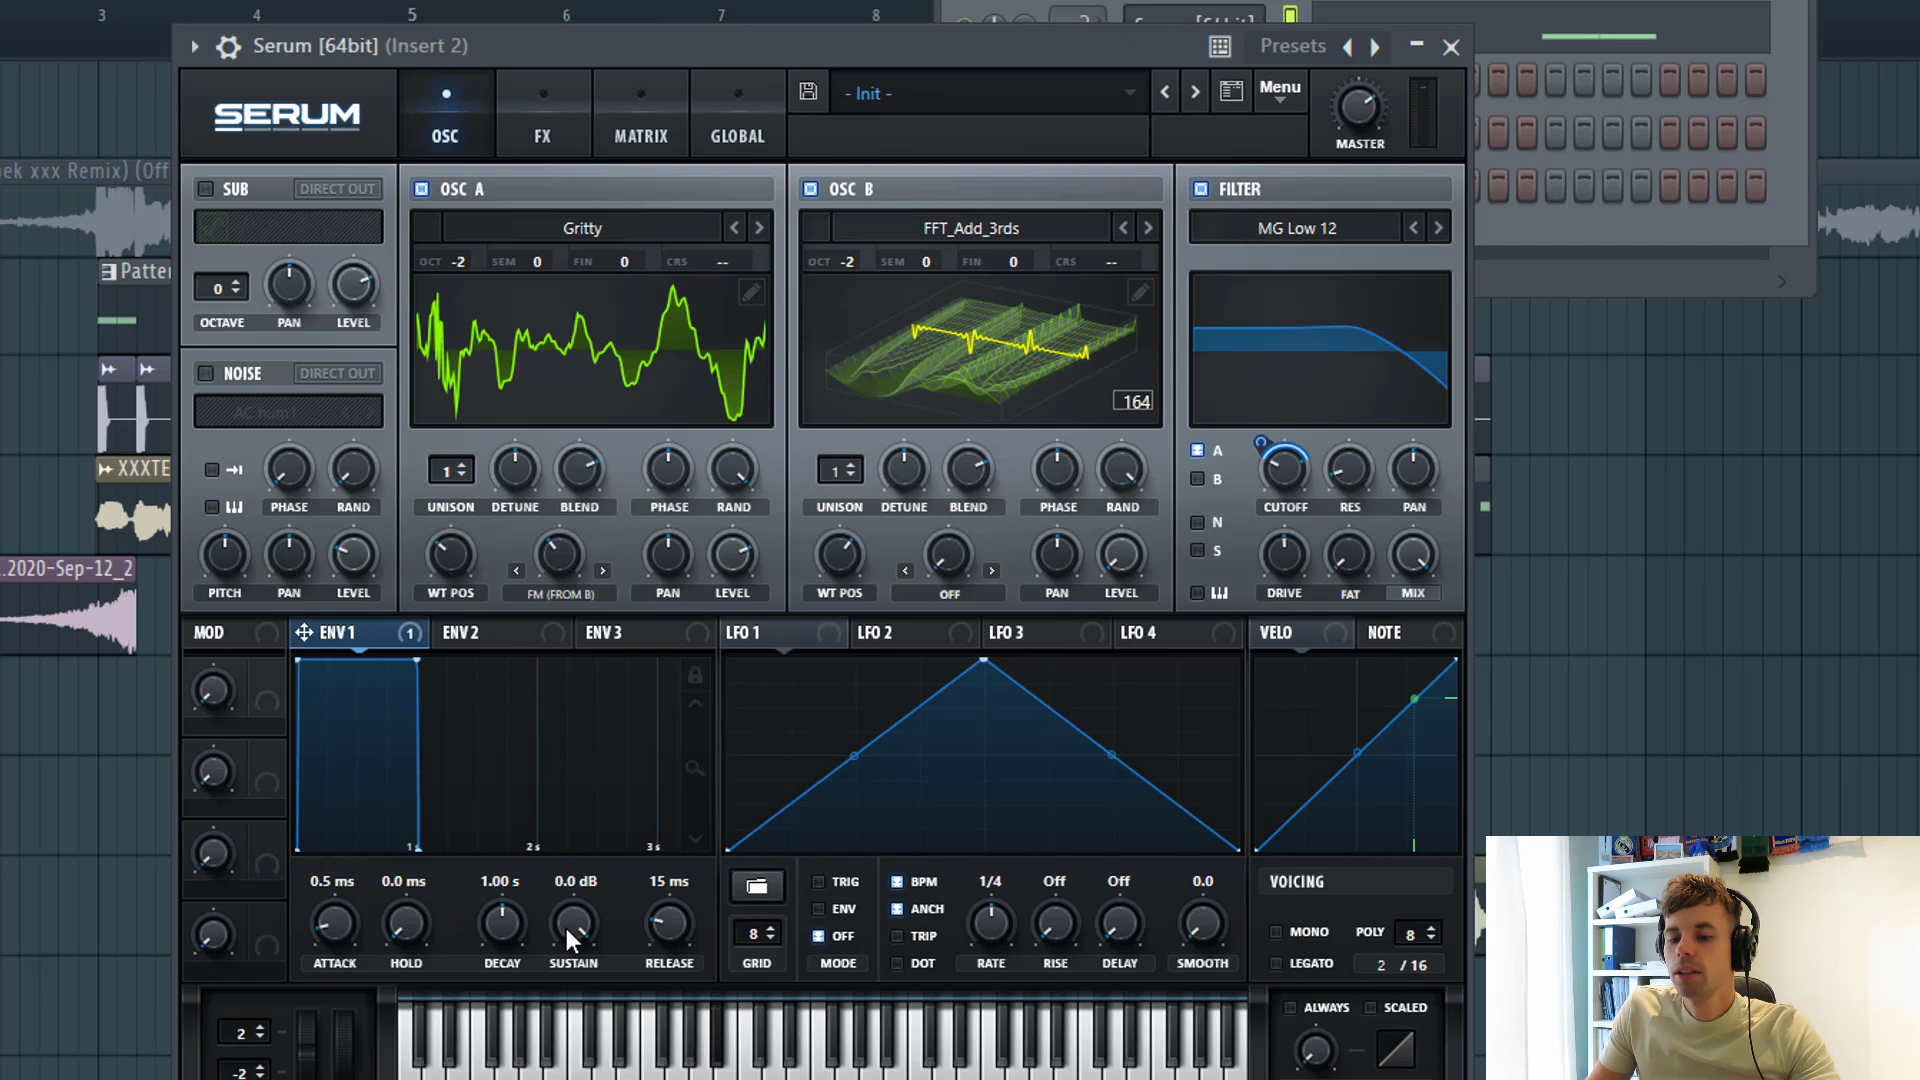 3 4 5 6 7 8
Serum [64bit] (Insert 2)
Presets
SERUM
OSC
FX
MATRIX
GLOBAL
- Init -
Menu
MASTER
ek xxx Remix) (Off
SUB
DIRECT OUT
OSC A
OSC B
FILTER
Gritty
FFT_Add_3rds
MG Low 12
OCT -2 SEM 0 FIN 0 CRS --
OCT -2 SEM 0 FIN 0 CRS --
Patter
0
OCTAVE PAN LEVEL
NOISE
DIRECT OUT
AC hum1
164
XXXTE
1
1
A
B
PHASE RAND
UNISON DETUNE BLEND PHASE RAND
UNISON DETUNE BLEND PHASE RAND
CUTOFF RES PAN
N
S
.2020-Sep-12_2
PITCH PAN LEVEL
WT POS FM (FROM B) PAN LEVEL
WT POS OFF PAN LEVEL
DRIVE FAT MIX
MOD
ENV 1 1
ENV 2
ENV 3
LFO 1
LFO 2
LFO 3
LFO 4
VELO
NOTE
1s 2s 3s
0.5 ms 0.0 ms 1.00 s 0.0 dB 15 ms
TRIG
ENV
OFF
MODE
BPM
ANCH
TRIP
DOT
1/4 Off Off 0.0
VOICING
8
GRID
MONO
POLY 8
LEGATO
2 / 16
ATTACK HOLD DECAY SUSTAIN RELEASE
RATE RISE DELAY SMOOTH
2
-2
ALWAYS
SCALED